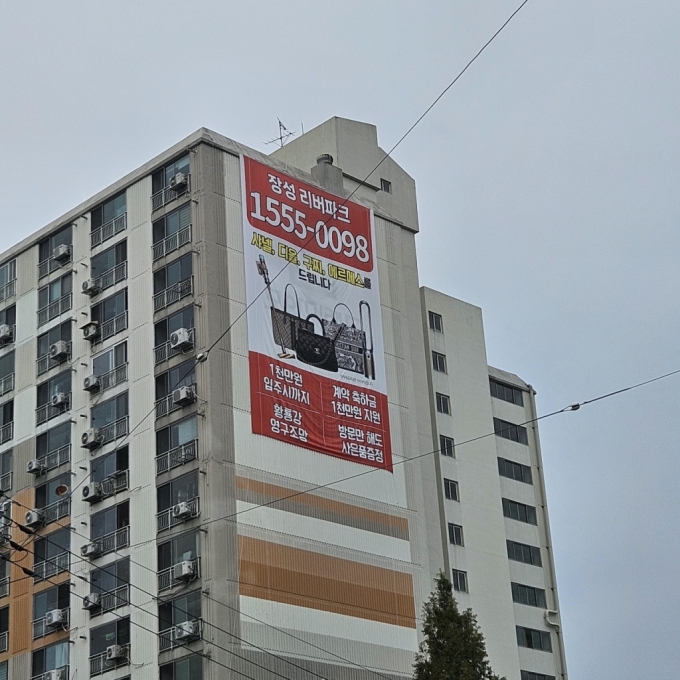 장성 리버파크
1555-0098
샤넬, 디올, 구찌, 에르메스를
드립니다
1천만원
입주시까지
황룡강
영구조망
계약 축하금
1천만원 지원
방문만 해도
사은품증정